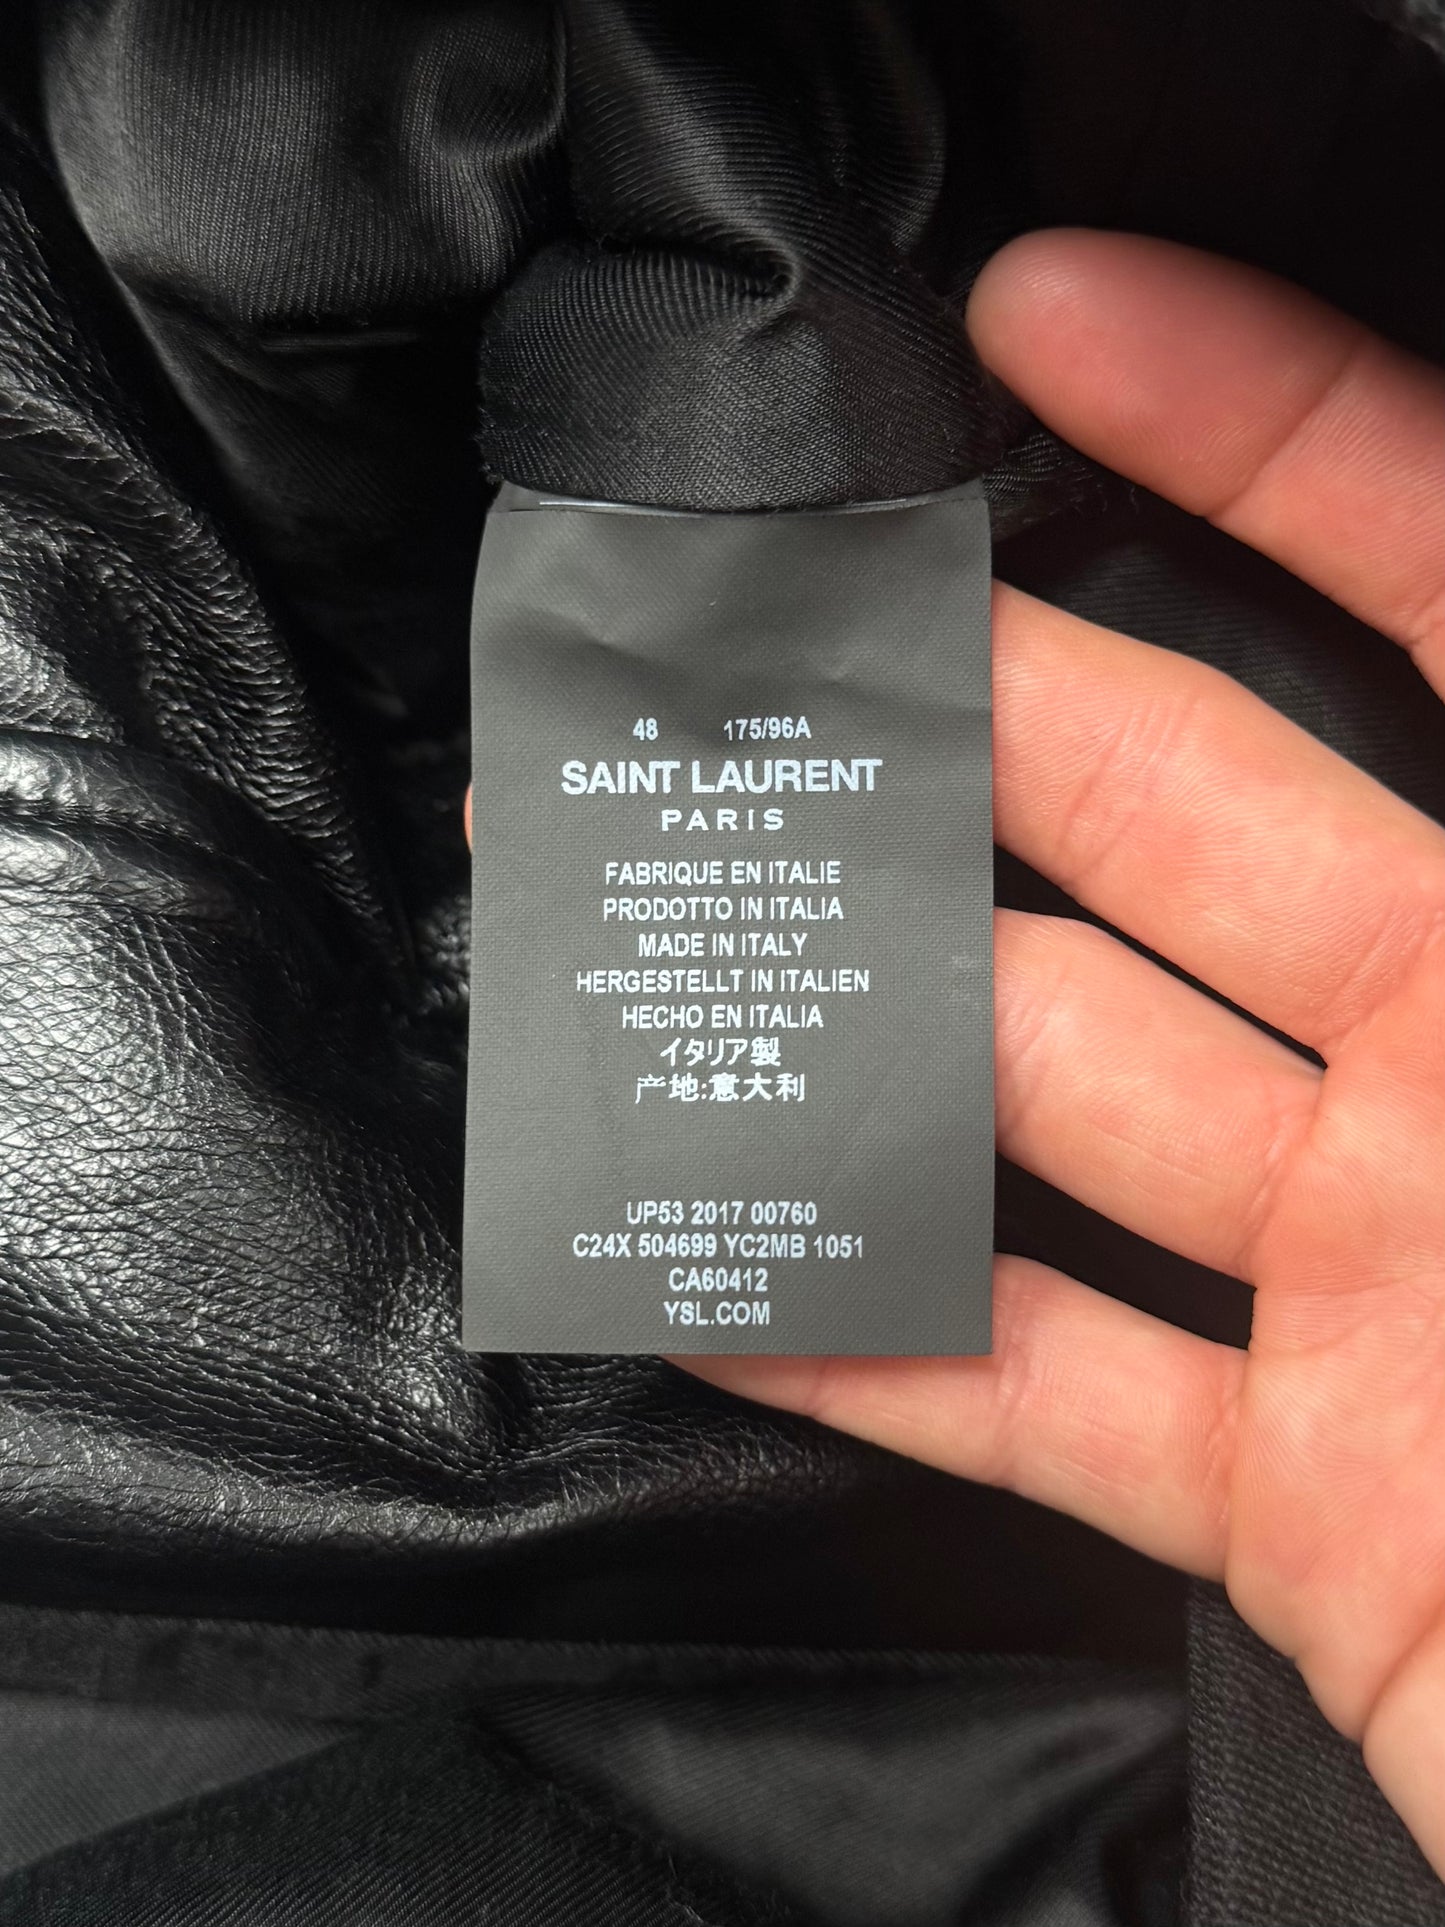 48 175/96A
SAINT LAURENT
PARIS
FABRIQUE EN ITALIE
PRODOTTO IN ITALIA
MADE IN ITALY
HERGESTELLT IN ITALIEN
HECHO EN ITALIA
イタリア製
产地:意大利
UP53 2017 00760
C24X 504699 YC2MB 1051
CA60412
YSL.COM